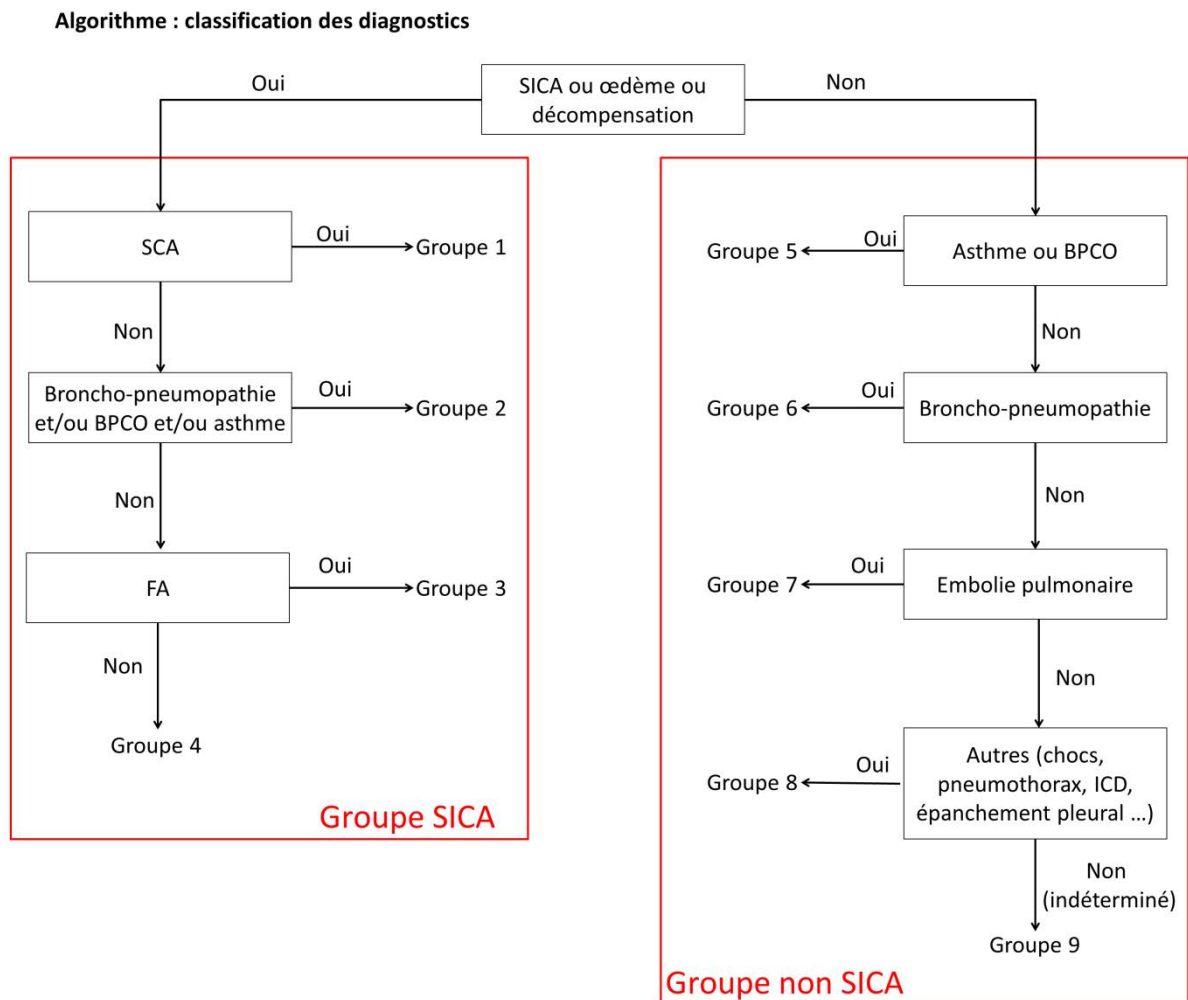 Algorithme : classification des diagnostics
Oui
SICA ou œdème ou
décompensation
Non
SCA
Oui
Groupe 1
Non
Broncho-pneumopathie
et/ou BPCO et/ou asthme
Oui
Groupe 2
Non
FA
Oui
Groupe 3
Non
Groupe 4
Groupe SICA
Asthme ou BPCO
Oui
Groupe 5
Non
Broncho-pneumopathie
Oui
Groupe 6
Non
Embolie pulmonaire
Oui
Groupe 7
Non
Autres (chocs,
pneumothorax, ICD,
épanchement pleural ...)
Oui
Groupe 8
Non
(indéterminé)
Groupe 9
Groupe non SICA